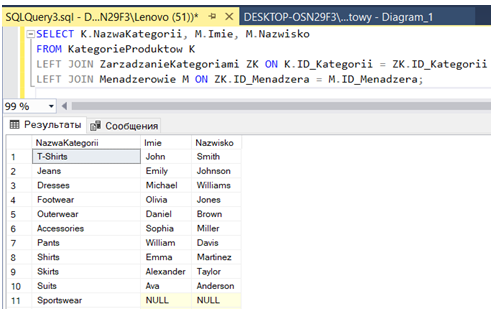 SQLQuery3.sql - D...N29F3\Lenovo (51))* DESKTOP-OSN29F3\...towy - Diagram_1
SELECT K.NazwaKategorii, M.Imie, M.Nazwisko
FROM KategorieProduktow K
LEFT JOIN ZarzadzanieKategoriami ZK ON K.ID_Kategorii = ZK.ID_Kategorii
LEFT JOIN Menadzerowie M ON ZK.ID_Menadzera = M.ID_Menadzera;
99 %
Результаты Сообщения
NazwaKategorii Imie Nazwisko
1 T-Shirts John Smith
2 Jeans Emily Johnson
3 Dresses Michael Williams
4 Footwear Olivia Jones
5 Outerwear Daniel Brown
6 Accessories Sophia Miller
7 Pants William Davis
8 Shirts Emma Martinez
9 Skirts Alexander Taylor
10 Suits Ava Anderson
11 Sportswear NULL NULL